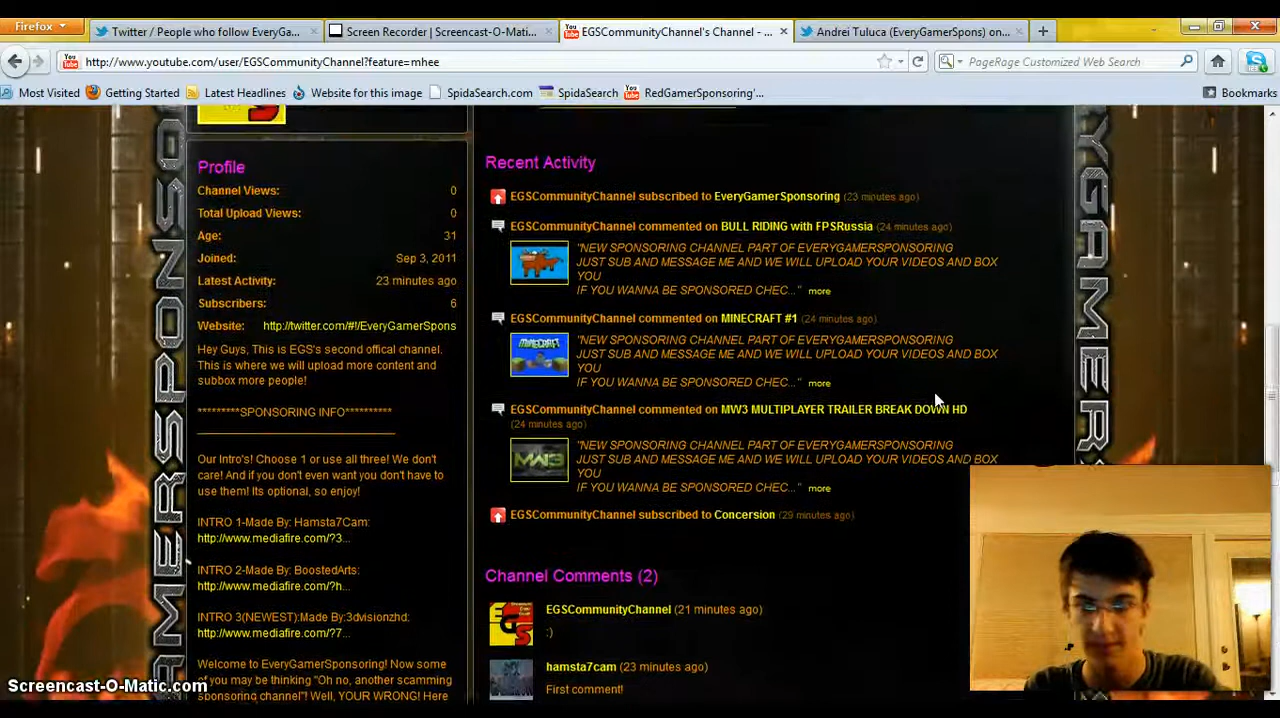 Firefox
Twitter / People who follow EveryGa...
Screen Recorder | Screencast-O-Mati...
EGSCommunityChannel's Channel - ...
Andrei Tuluca (EveryGamerSpons) on...
http://www.youtube.com/user/EGSCommunityChannel?feature=mhee
PageRage Customized Web Search
Most Visited
Getting Started
Latest Headlines
Website for this image
SpidaSearch.com
SpidaSearch
RedGamerSponsoring'...
Bookmarks
Profile
Channel Views: 0
Total Upload Views: 0
Age: 31
Joined: Sep 3, 2011
Latest Activity: 23 minutes ago
Subscribers: 6
Website: http://twitter.com/#!/EveryGamerSpons
Hey Guys, This is EGS's second offical channel.
This is where we will upload more content and
subbox more people!
*********SPONSORING INFO**********
Our Intro's! Choose 1 or use all three! We don't
care! And if you don't even want you don't have to
use them! Its optional, so enjoy!
INTRO 1-Made By: Hamsta7Cam:
http://www.mediafire.com/?3...
INTRO 2-Made By: BoostedArts:
http://www.mediafire.com/?h...
INTRO 3(NEWEST):Made By:3dvisionzhd:
http://www.mediafire.com/?7...
Welcome to EveryGamerSponsoring! Now some
of you may be thinking "Oh no, another scamming
sponsoring channel"! Well, YOUR WRONG! Here
Recent Activity
EGSCommunityChannel subscribed to EveryGamerSponsoring (23 minutes ago)
EGSCommunityChannel commented on BULL RIDING with FPSRussia (24 minutes ago)
"NEW SPONSORING CHANNEL PART OF EVERYGAMERSPONSORING
JUST SUB AND MESSAGE ME AND WE WILL UPLOAD YOUR VIDEOS AND BOX
YOU
IF YOU WANNA BE SPONSORED CHEC..." more
EGSCommunityChannel commented on MINECRAFT #1 (24 minutes ago)
MINECRAFT
"NEW SPONSORING CHANNEL PART OF EVERYGAMERSPONSORING
JUST SUB AND MESSAGE ME AND WE WILL UPLOAD YOUR VIDEOS AND BOX
YOU
IF YOU WANNA BE SPONSORED CHEC..." more
EGSCommunityChannel commented on MW3 MULTIPLAYER TRAILER BREAK DOWN HD
(24 minutes ago)
MW3
"NEW SPONSORING CHANNEL PART OF EVERYGAMERSPONSORING
JUST SUB AND MESSAGE ME AND WE WILL UPLOAD YOUR VIDEOS AND BOX
YOU
IF YOU WANNA BE SPONSORED CHEC..." more
EGSCommunityChannel subscribed to Concersion (29 minutes ago)
Channel Comments (2)
EGS
EGSCommunityChannel (21 minutes ago)
:)
hamsta7cam (23 minutes ago)
First comment!
AMERSPONSO
YGAMER
Screencast-O-Matic.com